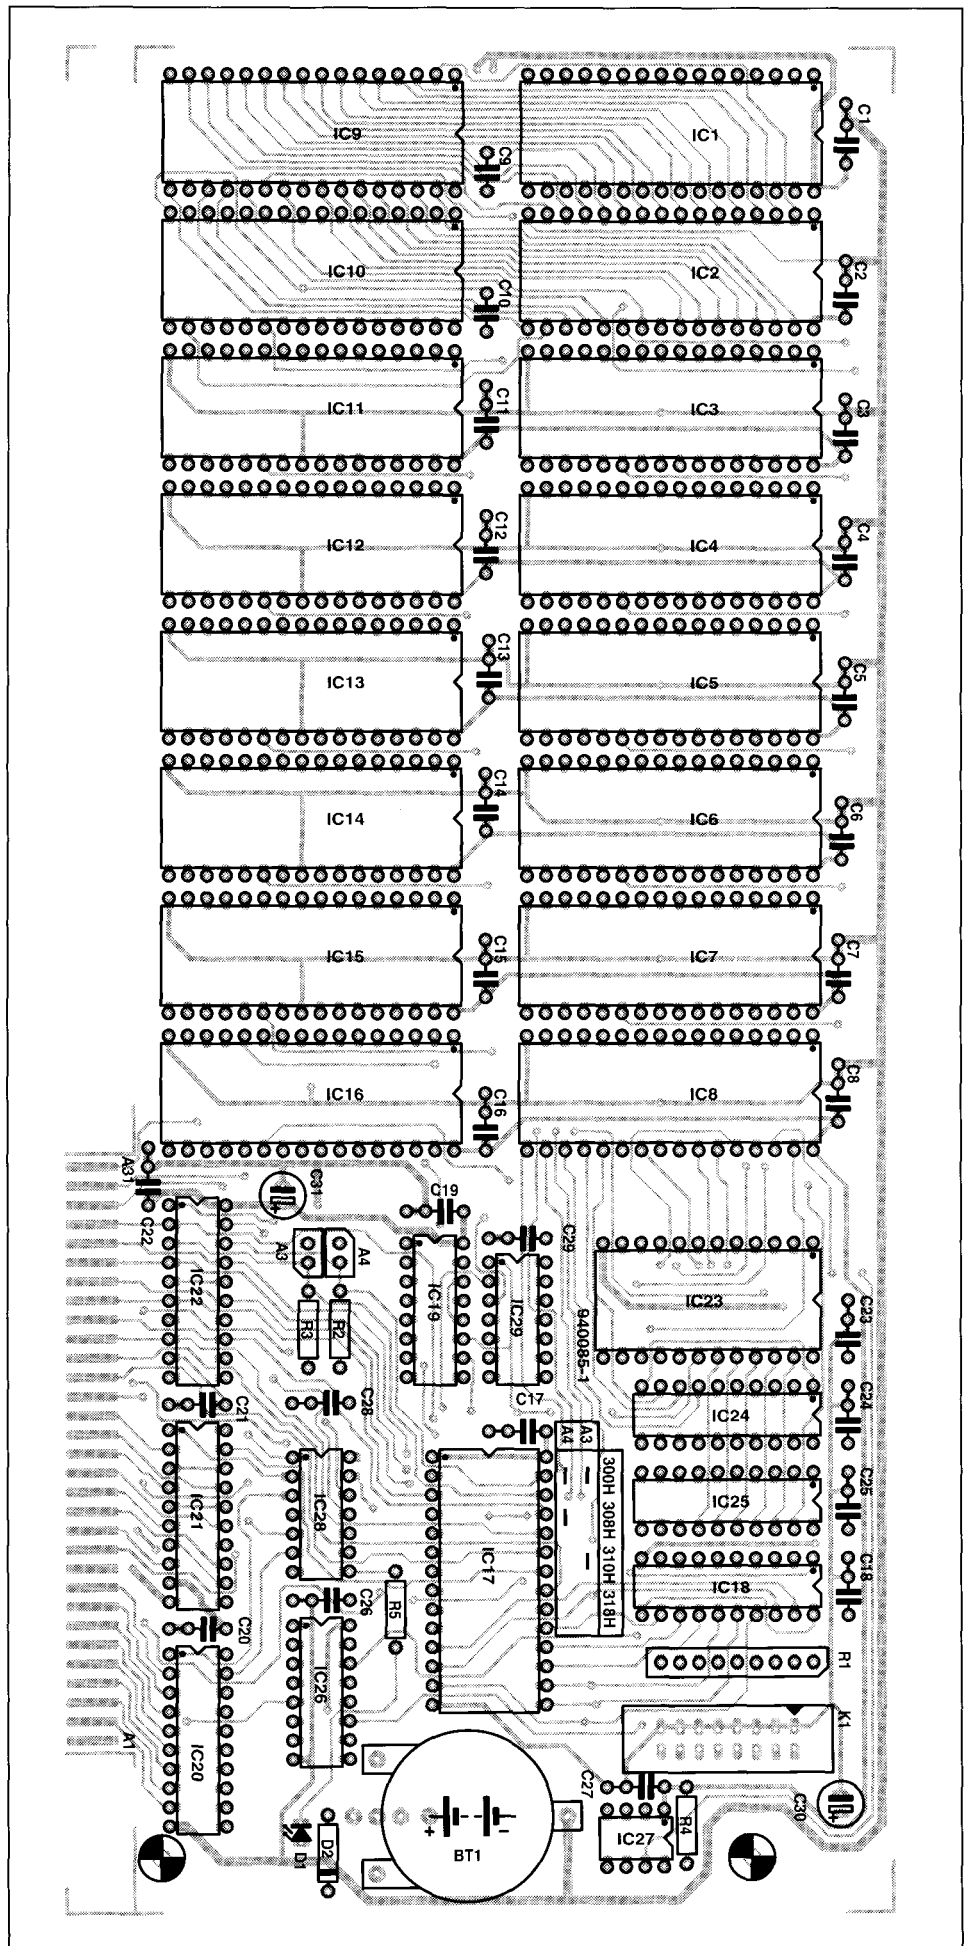 IC9
IC1
C1
C9
IC10
IC2
C2
C10
IC11
IC3
C3
C11
IC12
IC4
C4
C12
IC13
IC5
C5
C13
IC14
IC6
C6
C14
IC15
IC7
C7
C15
IC16
IC8
C8
C16
A31
C22
IC22
C31
+
A3
A4
R3
R2
C19
IC19
C29
IC29
940085-1
IC23
C23
C21
C28
C17
IC24
C24
A4
A3
300H 308H 310H 318H
IC21
IC28
IC17
IC25
C25
IC18
C18
R5
C26
C20
IC26
IC20
A1
R1
K1
C27
C30
+
IC27
R4
+ -
BT1
D1
D2